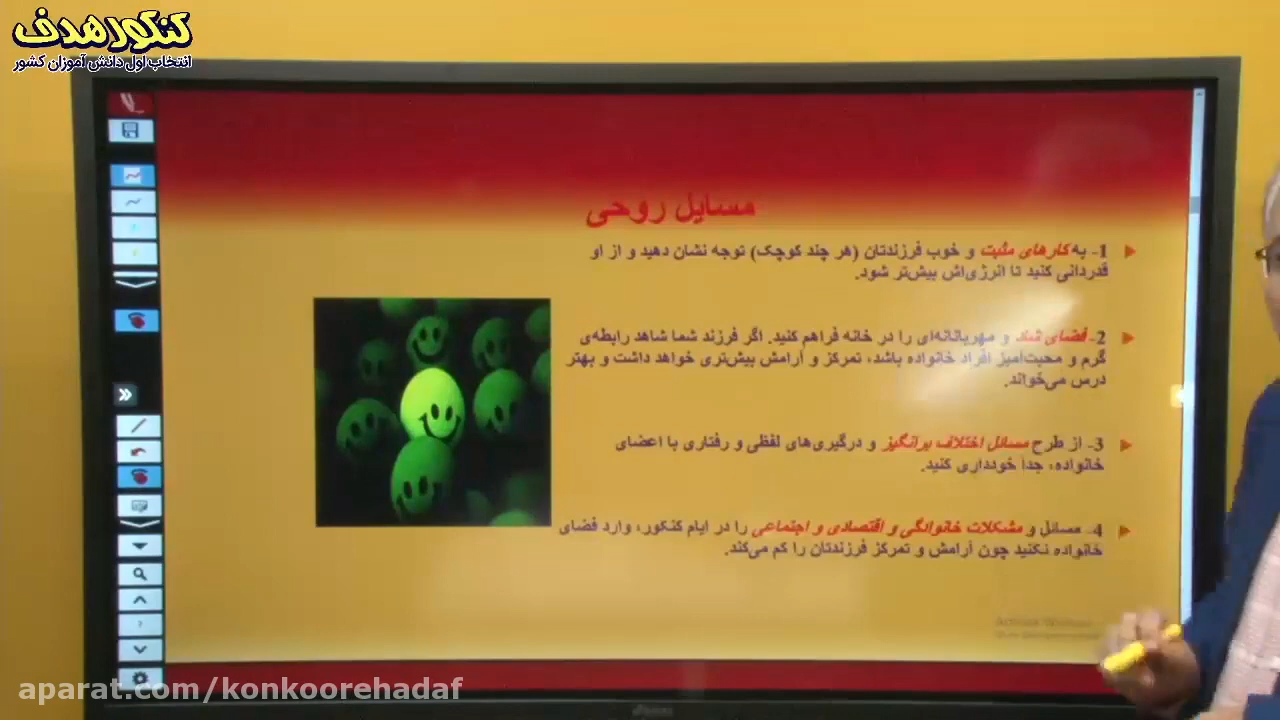 کنکور هدف
انتخاب اول دانش آموزان کشور
مسایل روحی
1- به کارهای مثبت و خوب فرزندتان (هر چند کوچک) توجه نشان دهید و از او
قدردانی کنید تا انرژی‌اش بیش‌تر شود.
2- فضای شاد و مهربانانه‌ای را در خانه فراهم کنید. اگر فرزند شما شاهد رابطه‌ی
گرم و محبت‌آمیز افراد خانواده باشد، تمرکز و آرامش بیش‌تری خواهد داشت و بهتر
درس می‌خواند.
3- از طرح مسائل اختلاف برانگیز و درگیری‌های لفظی و رفتاری با اعضای
خانواده، جداً خودداری کنید.
4- مسائل و مشکلات خانوادگی و اقتصادی و اجتماعی را در ایام کنکور، وارد فضای
خانواده نکنید چون آرامش و تمرکز فرزندتان را کم می‌کند.
Activate Windows
aparat.com/konkoorehadaf